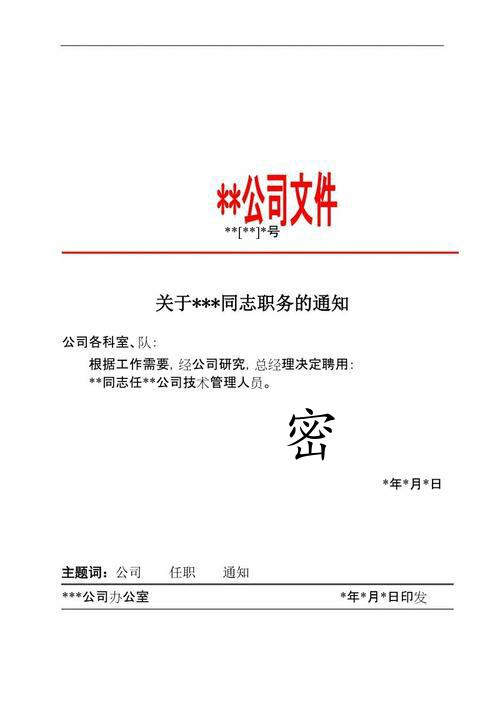 **公司文件
**[**]*号
关于***同志职务的通知
公司各科室、队：
根据工作需要，经公司研究，总经理决定聘用：
**同志任**公司技术管理人员。
密
*年*月*日
主题词：公司 任职 通知
***公司办公室 *年*月*日印发